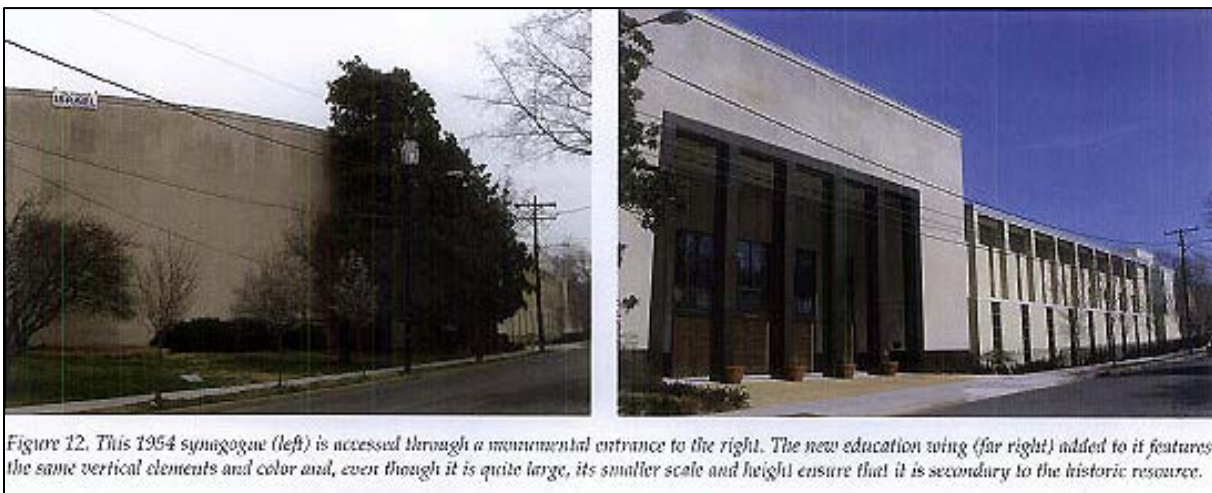 ISRAEL
Figure 12. This 1954 synagogue (left) is accessed through a monumental entrance to the right. The new education wing (far right) added to it features
the same vertical elements and color and, even though it is quite large, its smaller scale and height ensure that it is secondary to the historic resource.